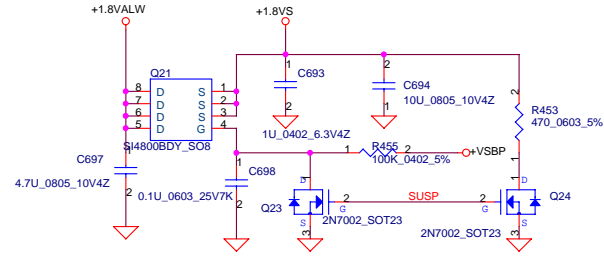 +1.8VALW
+1.8VS
Q21
8 D S 1
7 D S 2
6 D S 3
5 D G 4
SI4800BDY_SO8
1
C693
2
1U_0402_6.3V4Z
2
C694
1
10U_0805_10V4Z
2
R453
470_0603_5%
1
C697
1
2
4.7U_0805_10V4Z
1
C698
2
0.1U_0603_25V7K
1 R455 2
100K_0402_5%
+VSBP
1
D
Q23
2
G
S
3
2N7002_SOT23
SUSP
1
D
2
G
Q24
S
3
2N7002_SOT23